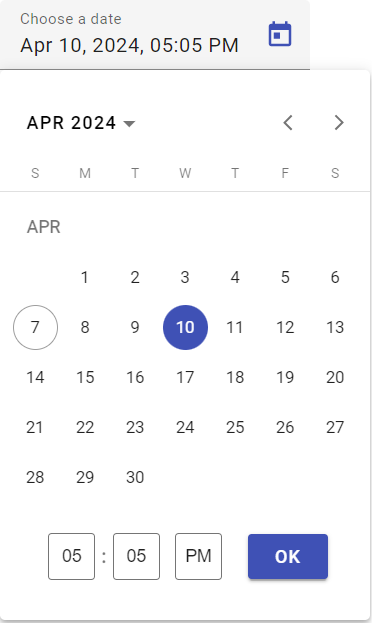 Choose a date
Apr 10, 2024, 05:05 PM
APR 2024
S M T W T F S
APR
1 2 3 4 5 6
7 8 9 10 11 12 13
14 15 16 17 18 19 20
21 22 23 24 25 26 27
28 29 30
05 : 05 PM OK